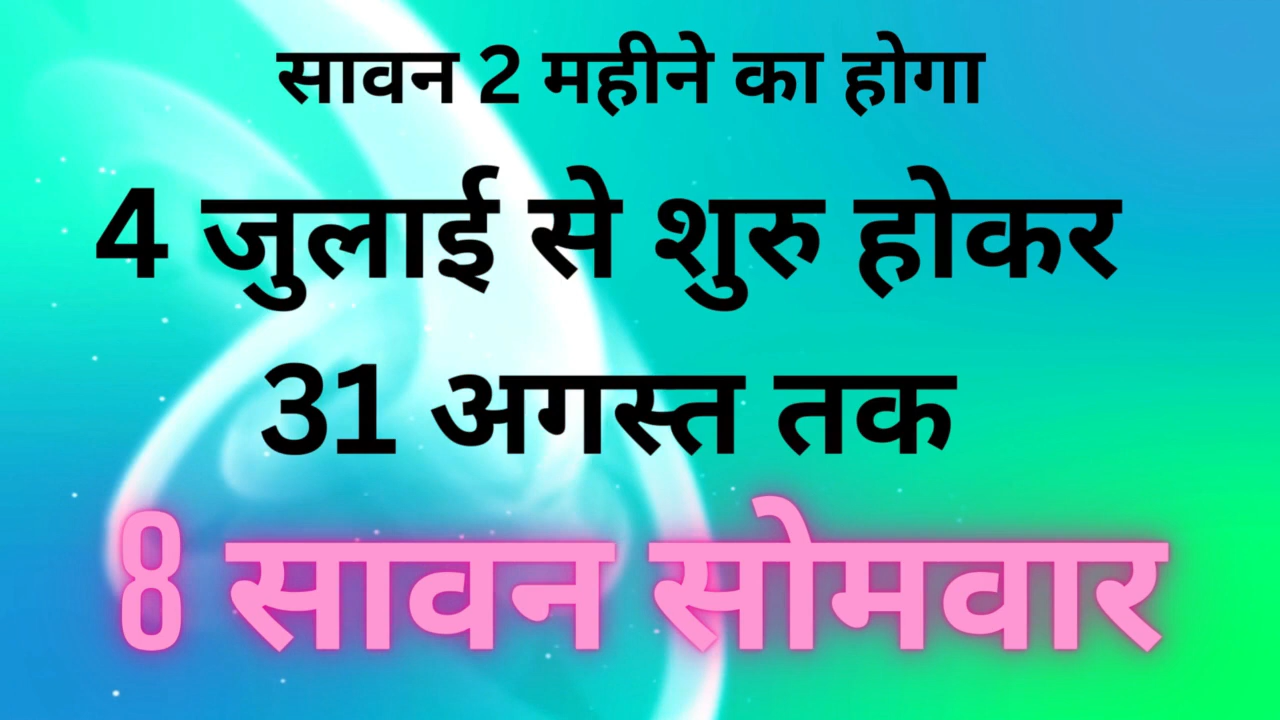 सावन 2 महीने का होगा
4 जुलाई से शुरु होकर
31 अगस्त तक
8 सावन सोमवार